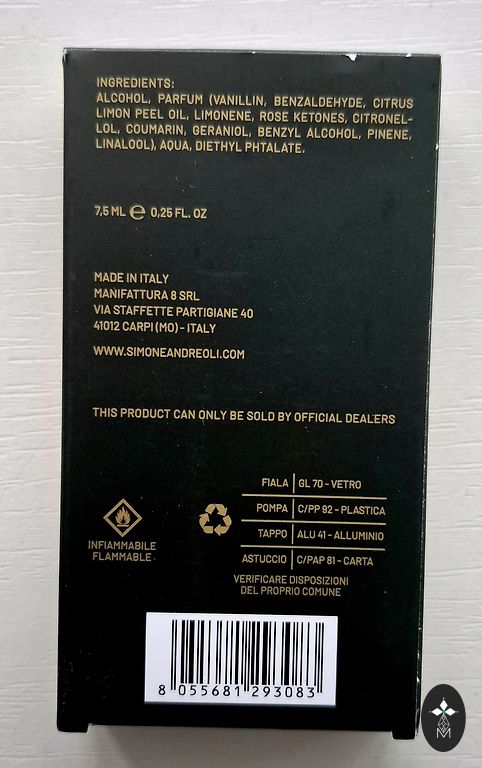 INGREDIENTS:
ALCOHOL, PARFUM (VANILLIN, BENZALDEHYDE, CITRUS
LIMON PEEL OIL, LIMONENE, ROSE KETONES, CITRONEL-
LOL, COUMARIN, GERANIOL, BENZYL ALCOHOL, PINENE,
LINALOOL), AQUA, DIETHYL PHTALATE.
7,5 ML ℮ 0,25 FL. OZ
MADE IN ITALY
MANIFATTURA 8 SRL
VIA STAFFETTE PARTIGIANE 40
41012 CARPI (MO) - ITALY
WWW.SIMONEANDREOLI.COM
THIS PRODUCT CAN ONLY BE SOLD BY OFFICIAL DEALERS
FIALA GL 70 - VETRO
POMPA C/PP 92 - PLASTICA
TAPPO ALU 41 - ALLUMINIO
ASTUCCIO C/PAP 81 - CARTA
INFIAMMABILE
FLAMMABLE
VERIFICARE DISPOSIZIONI
DEL PROPRIO COMUNE
8 055681 293083
M